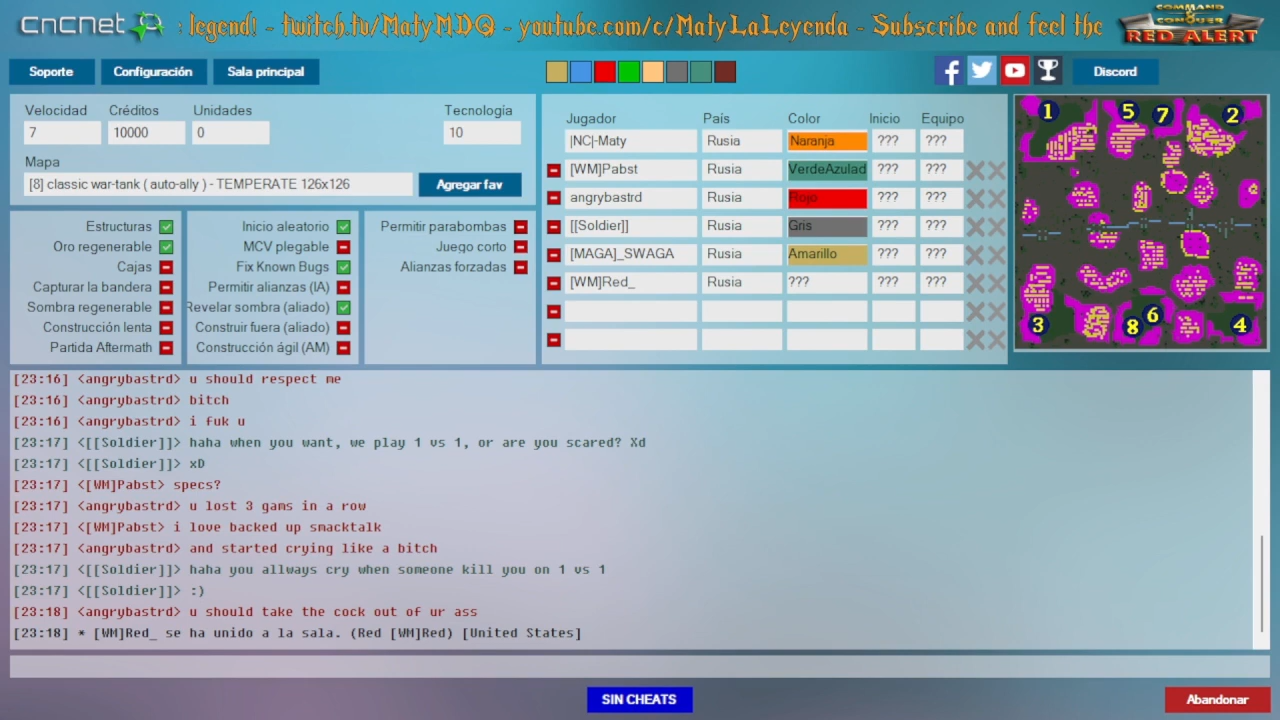 cncnet : legend! - twitch.tv/MatyMDQ - youtube.com/c/MatyLaLeyenda - Subscribe and feel the COMMAND & CONQUER RED ALERT
Soporte Configuración Sala principal Discord
Velocidad Créditos Unidades Tecnología
7 10000 0 10
Mapa
[8] classic war-tank ( auto-ally ) - TEMPERATE 126x126 Agregar fav
Estructuras Inicio aleatorio Permitir parabombas
Oro regenerable MCV plegable Juego corto
Cajas Fix Known Bugs Alianzas forzadas
Capturar la bandera Permitir alianzas (IA)
Sombra regenerable Revelar sombra (aliado)
Construcción lenta Construir fuera (aliado)
Partida Aftermath Construcción ágil (AM)
Jugador País Color Inicio Equipo
|NC|-Maty Rusia Naranja ??? ???
[WM]Pabst Rusia VerdeAzulad ??? ???
angrybastrd Rusia Rojo ??? ???
[[Soldier]] Rusia Gris ??? ???
[MAGA]_SWAGA Rusia Amarillo ??? ???
[WM]Red_ Rusia ??? ??? ???
1 5 7 2
3 8 6 4
[23:16] <angrybastrd> u should respect me
[23:16] <angrybastrd> bitch
[23:16] <angrybastrd> i fuk u
[23:17] <[[Soldier]]> haha when you want, we play 1 vs 1, or are you scared? Xd
[23:17] <[[Soldier]]> xD
[23:17] <[WM]Pabst> specs?
[23:17] <angrybastrd> u lost 3 gams in a row
[23:17] <[WM]Pabst> i love backed up smacktalk
[23:17] <angrybastrd> and started crying like a bitch
[23:17] <[[Soldier]]> haha you allways cry when someone kill you on 1 vs 1
[23:17] <[[Soldier]]> :)
[23:18] <angrybastrd> u should take the cock out of ur ass
[23:18] * [WM]Red_ se ha unido a la sala. (Red [WM]Red) [United States]
SIN CHEATS Abandonar